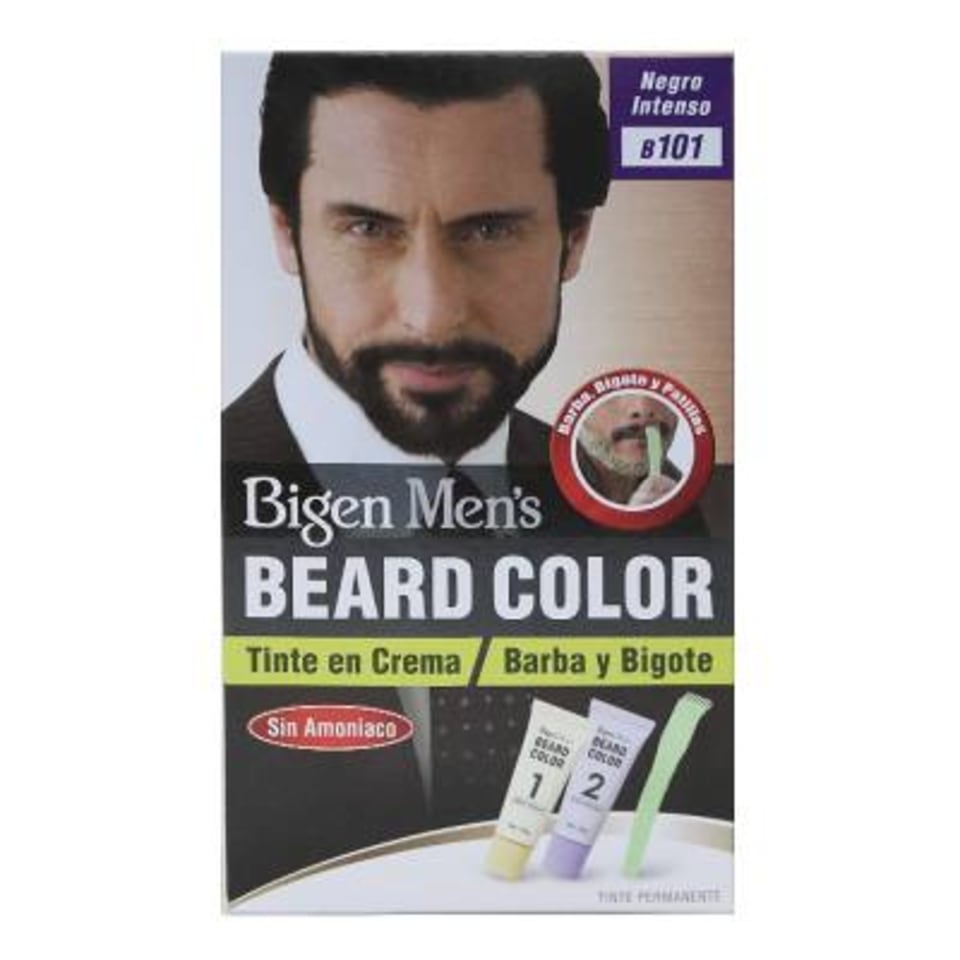 Negro
Intenso
B101
Barba, Bigote y Patillas
Bigen Men's
BEARD COLOR
Tinte en Crema / Barba y Bigote
Sin Amoniaco
BEARD
COLOR
1
Bigen
BEARD
COLOR
2
TINTE PERMANENTE